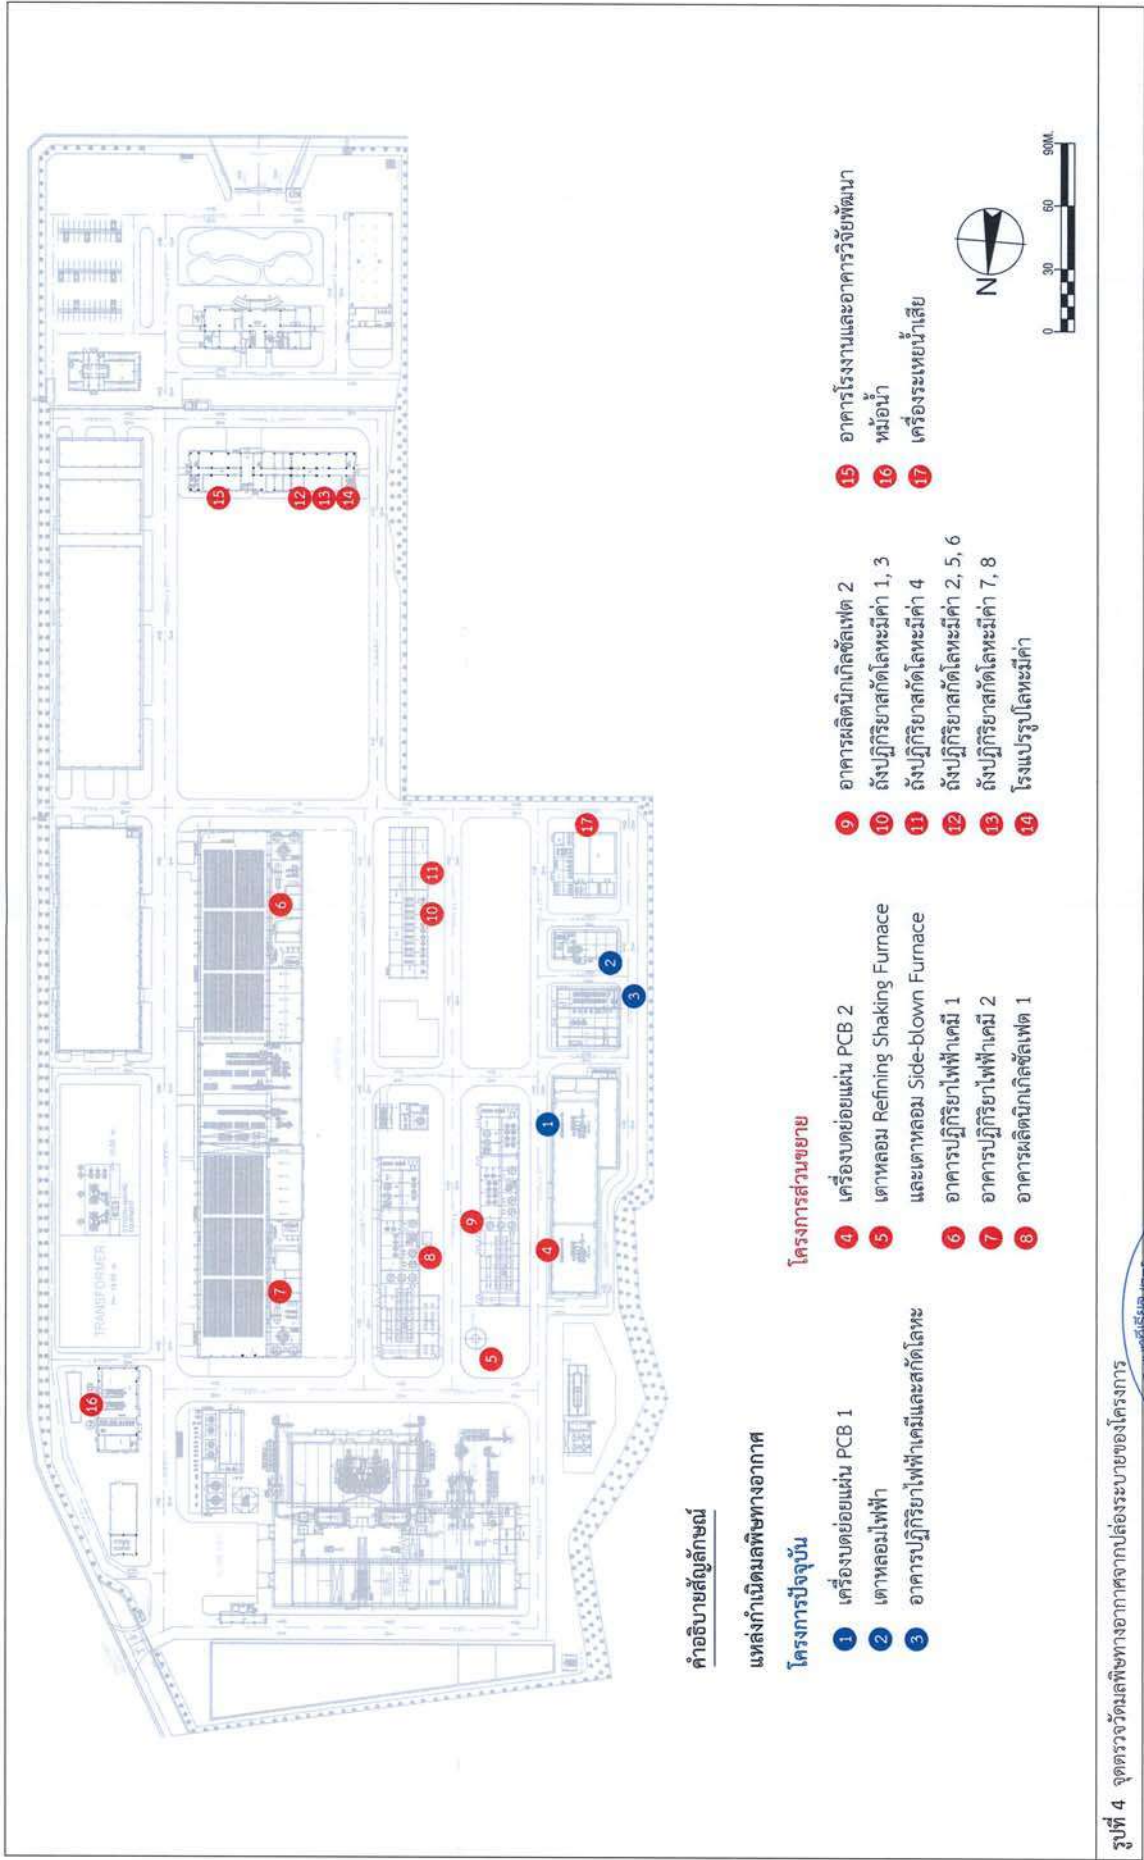 TRANSFORMER
16
15
12
13
14
7
6
8
10
11
5
9
4
1
3
2
17
คำอธิบายสัญลักษณ์
แหล่งกำเนิดมลพิษทางอากาศ
โครงการปัจจุบัน
1 เครื่องบดย่อยแผ่น PCB 1
2 เตาหลอมไฟฟ้า
3 อาคารปฏิกิริยาไฟฟ้าเคมีและสกัดโลหะ
โครงการส่วนขยาย
4 เครื่องบดย่อยแผ่น PCB 2
5 เตาหลอม Refining Shaking Furnace
และเตาหลอม Side-blown Furnace
6 อาคารปฏิกิริยาไฟฟ้าเคมี 1
7 อาคารปฏิกิริยาไฟฟ้าเคมี 2
8 อาคารผลิตนิกเกิลซัลเฟต 1
9 อาคารผลิตนิกเกิลซัลเฟต 2
10 ถังปฏิกิริยาสกัดโลหะมีค่า 1, 3
11 ถังปฏิกิริยาสกัดโลหะมีค่า 4
12 ถังปฏิกิริยาสกัดโลหะมีค่า 2, 5, 6
13 ถังปฏิกิริยาสกัดโลหะมีค่า 7, 8
14 โรงแปรรูปโลหะมีค่า
15 อาคารโรงงานและอาคารวิจัยพัฒนา
16 หม้อน้ำ
17 เครื่องระเหยน้ำเสีย
N
0 30 60 90M.
รูปที่ 4 จุดตรวจวัดมลพิษทางอากาศจากปล่องระบายของโครงการ